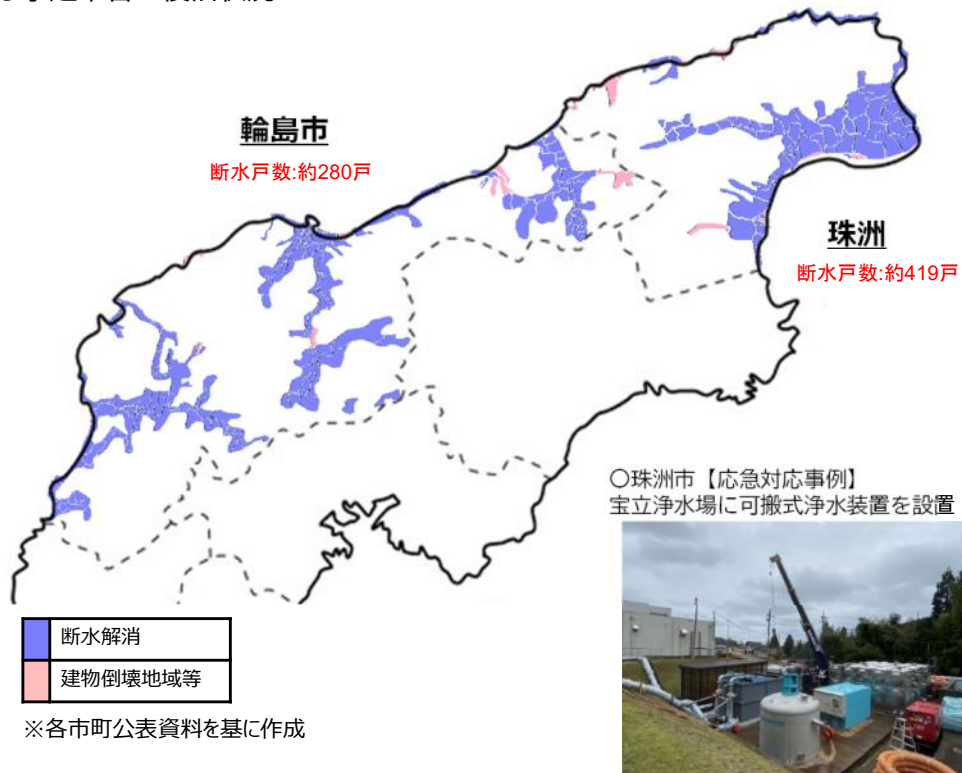 輪島市
断水戸数:約280戸
珠洲
断水戸数:約419戸
○珠洲市【応急対応事例】
宝立浄水場に可搬式浄水装置を設置
断水解消
建物倒壊地域等
※各市町公表資料を基に作成